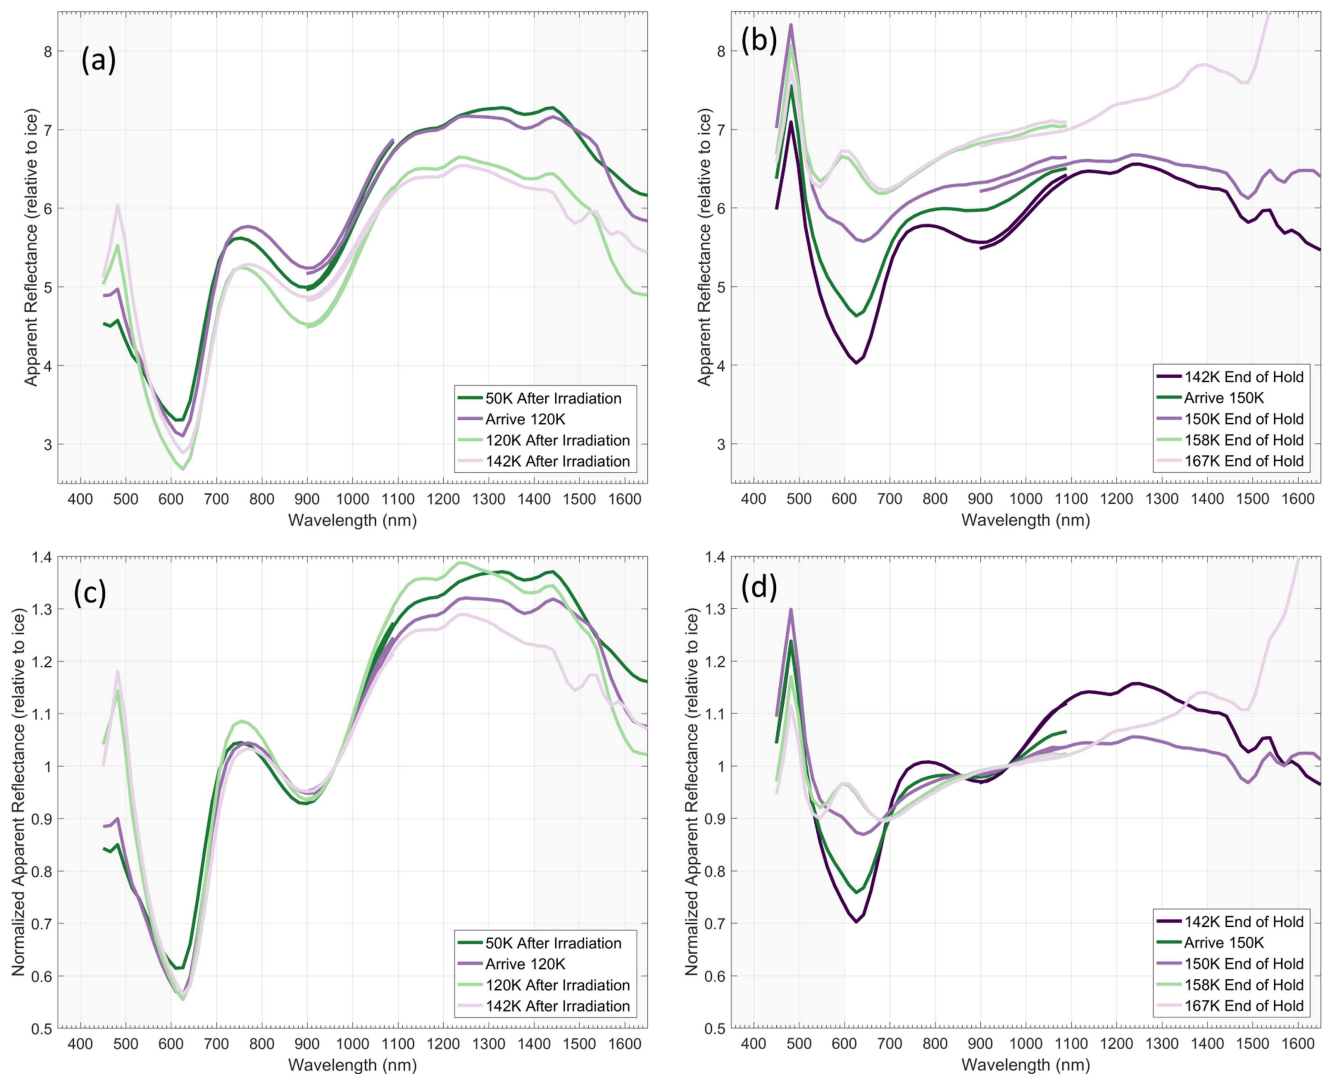 (a)
8
7
6
5
4
3
Apparent Reflectance (relative to ice)
50K After Irradiation
Arrive 120K
120K After Irradiation
142K After Irradiation
400 500 600 700 800 900 1000 1100 1200 1300 1400 1500 1600
Wavelength (nm)
(b)
8
7
6
5
4
3
Apparent Reflectance (relative to ice)
142K End of Hold
Arrive 150K
150K End of Hold
158K End of Hold
167K End of Hold
400 500 600 700 800 900 1000 1100 1200 1300 1400 1500 1600
Wavelength (nm)
(c)
1.4
1.3
1.2
1.1
1
0.9
0.8
0.7
0.6
0.5
Normalized Apparent Reflectance (relative to ice)
50K After Irradiation
Arrive 120K
120K After Irradiation
142K After Irradiation
400 500 600 700 800 900 1000 1100 1200 1300 1400 1500 1600
Wavelength (nm)
(d)
1.4
1.3
1.2
1.1
1
0.9
0.8
0.7
0.6
0.5
Normalized Apparent Reflectance (relative to ice)
142K End of Hold
Arrive 150K
150K End of Hold
158K End of Hold
167K End of Hold
400 500 600 700 800 900 1000 1100 1200 1300 1400 1500 1600
Wavelength (nm)